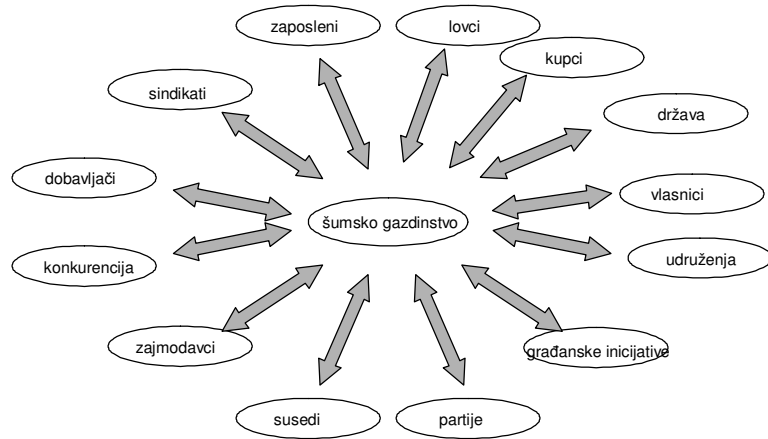 zaposleni
lovci
kupci
sindikati
država
dobavljači
vlasnici
šumsko gazdinstvo
udruženja
konkurencija
zajmodavci
građanske inicijative
susedi
partije